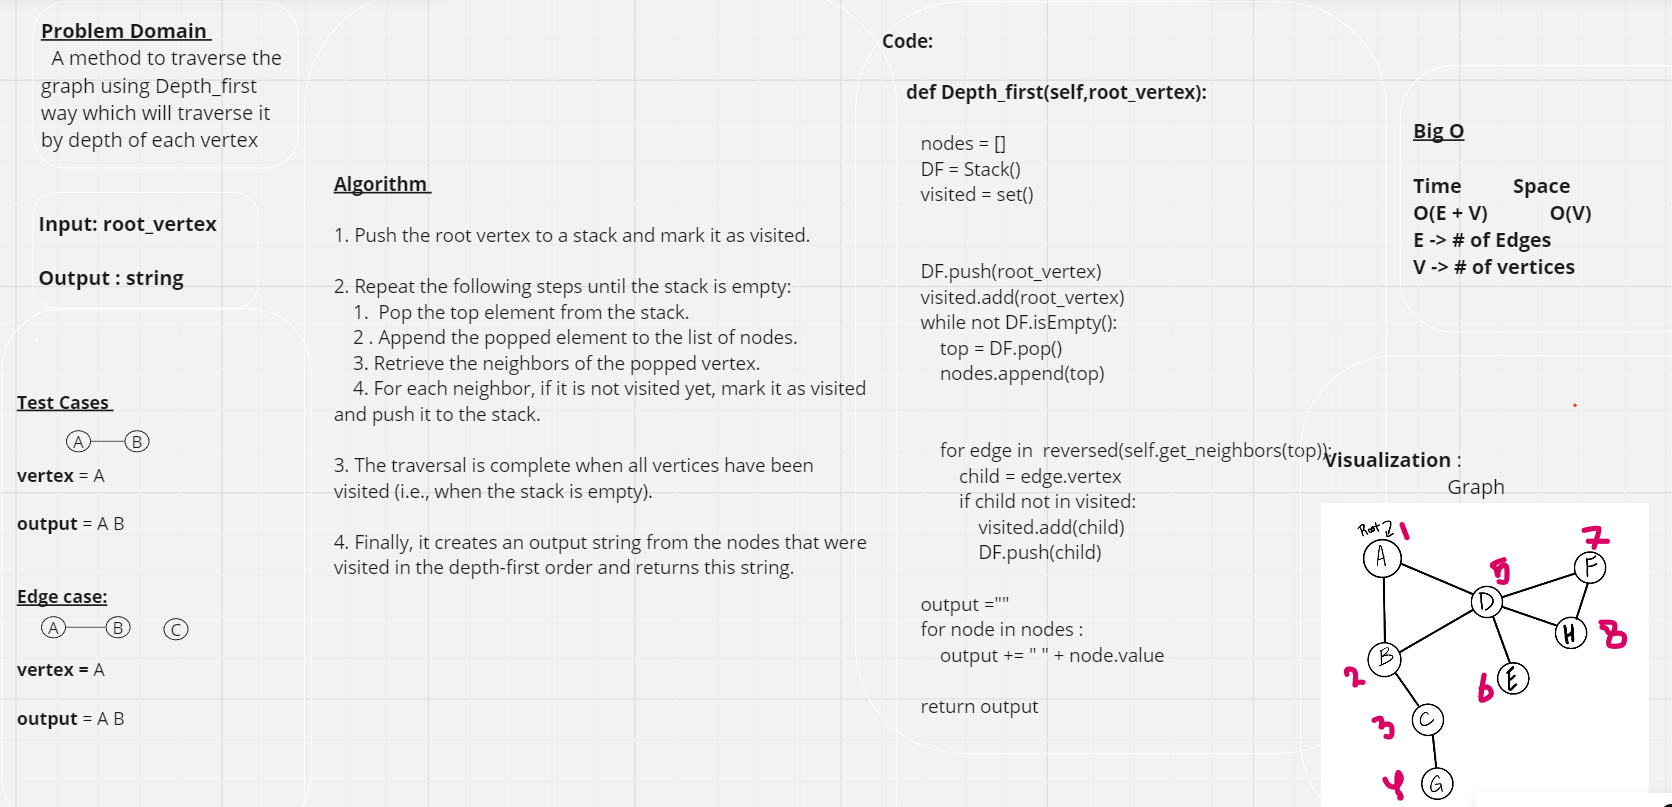 Problem Domain
A method to traverse the
graph using Depth_first
way which will traverse it
by depth of each vertex
Input: root_vertex
Output : string
Test Cases
A B
vertex = A
output = A B
Edge case:
A B C
vertex = A
output = A B
Algorithm
1. Push the root vertex to a stack and mark it as visited.
2. Repeat the following steps until the stack is empty:
1. Pop the top element from the stack.
2 . Append the popped element to the list of nodes.
3. Retrieve the neighbors of the popped vertex.
4. For each neighbor, if it is not visited yet, mark it as visited
and push it to the stack.
3. The traversal is complete when all vertices have been
visited (i.e., when the stack is empty).
4. Finally, it creates an output string from the nodes that were
visited in the depth-first order and returns this string.
Code:
def Depth_first(self,root_vertex):
nodes = []
DF = Stack()
visited = set()
DF.push(root_vertex)
visited.add(root_vertex)
while not DF.isEmpty():
top = DF.pop()
nodes.append(top)
for edge in reversed(self.get_neighbors(top)):
child = edge.vertex
if child not in visited:
visited.add(child)
DF.push(child)
output =""
for node in nodes :
output += " " + node.value
return output
Big O
Time Space
O(E + V) O(V)
E -> # of Edges
V -> # of vertices
Visualization :
Graph
Root 1
A
7
F
5
D
H 8
B
2
6 E
3 C
4 G